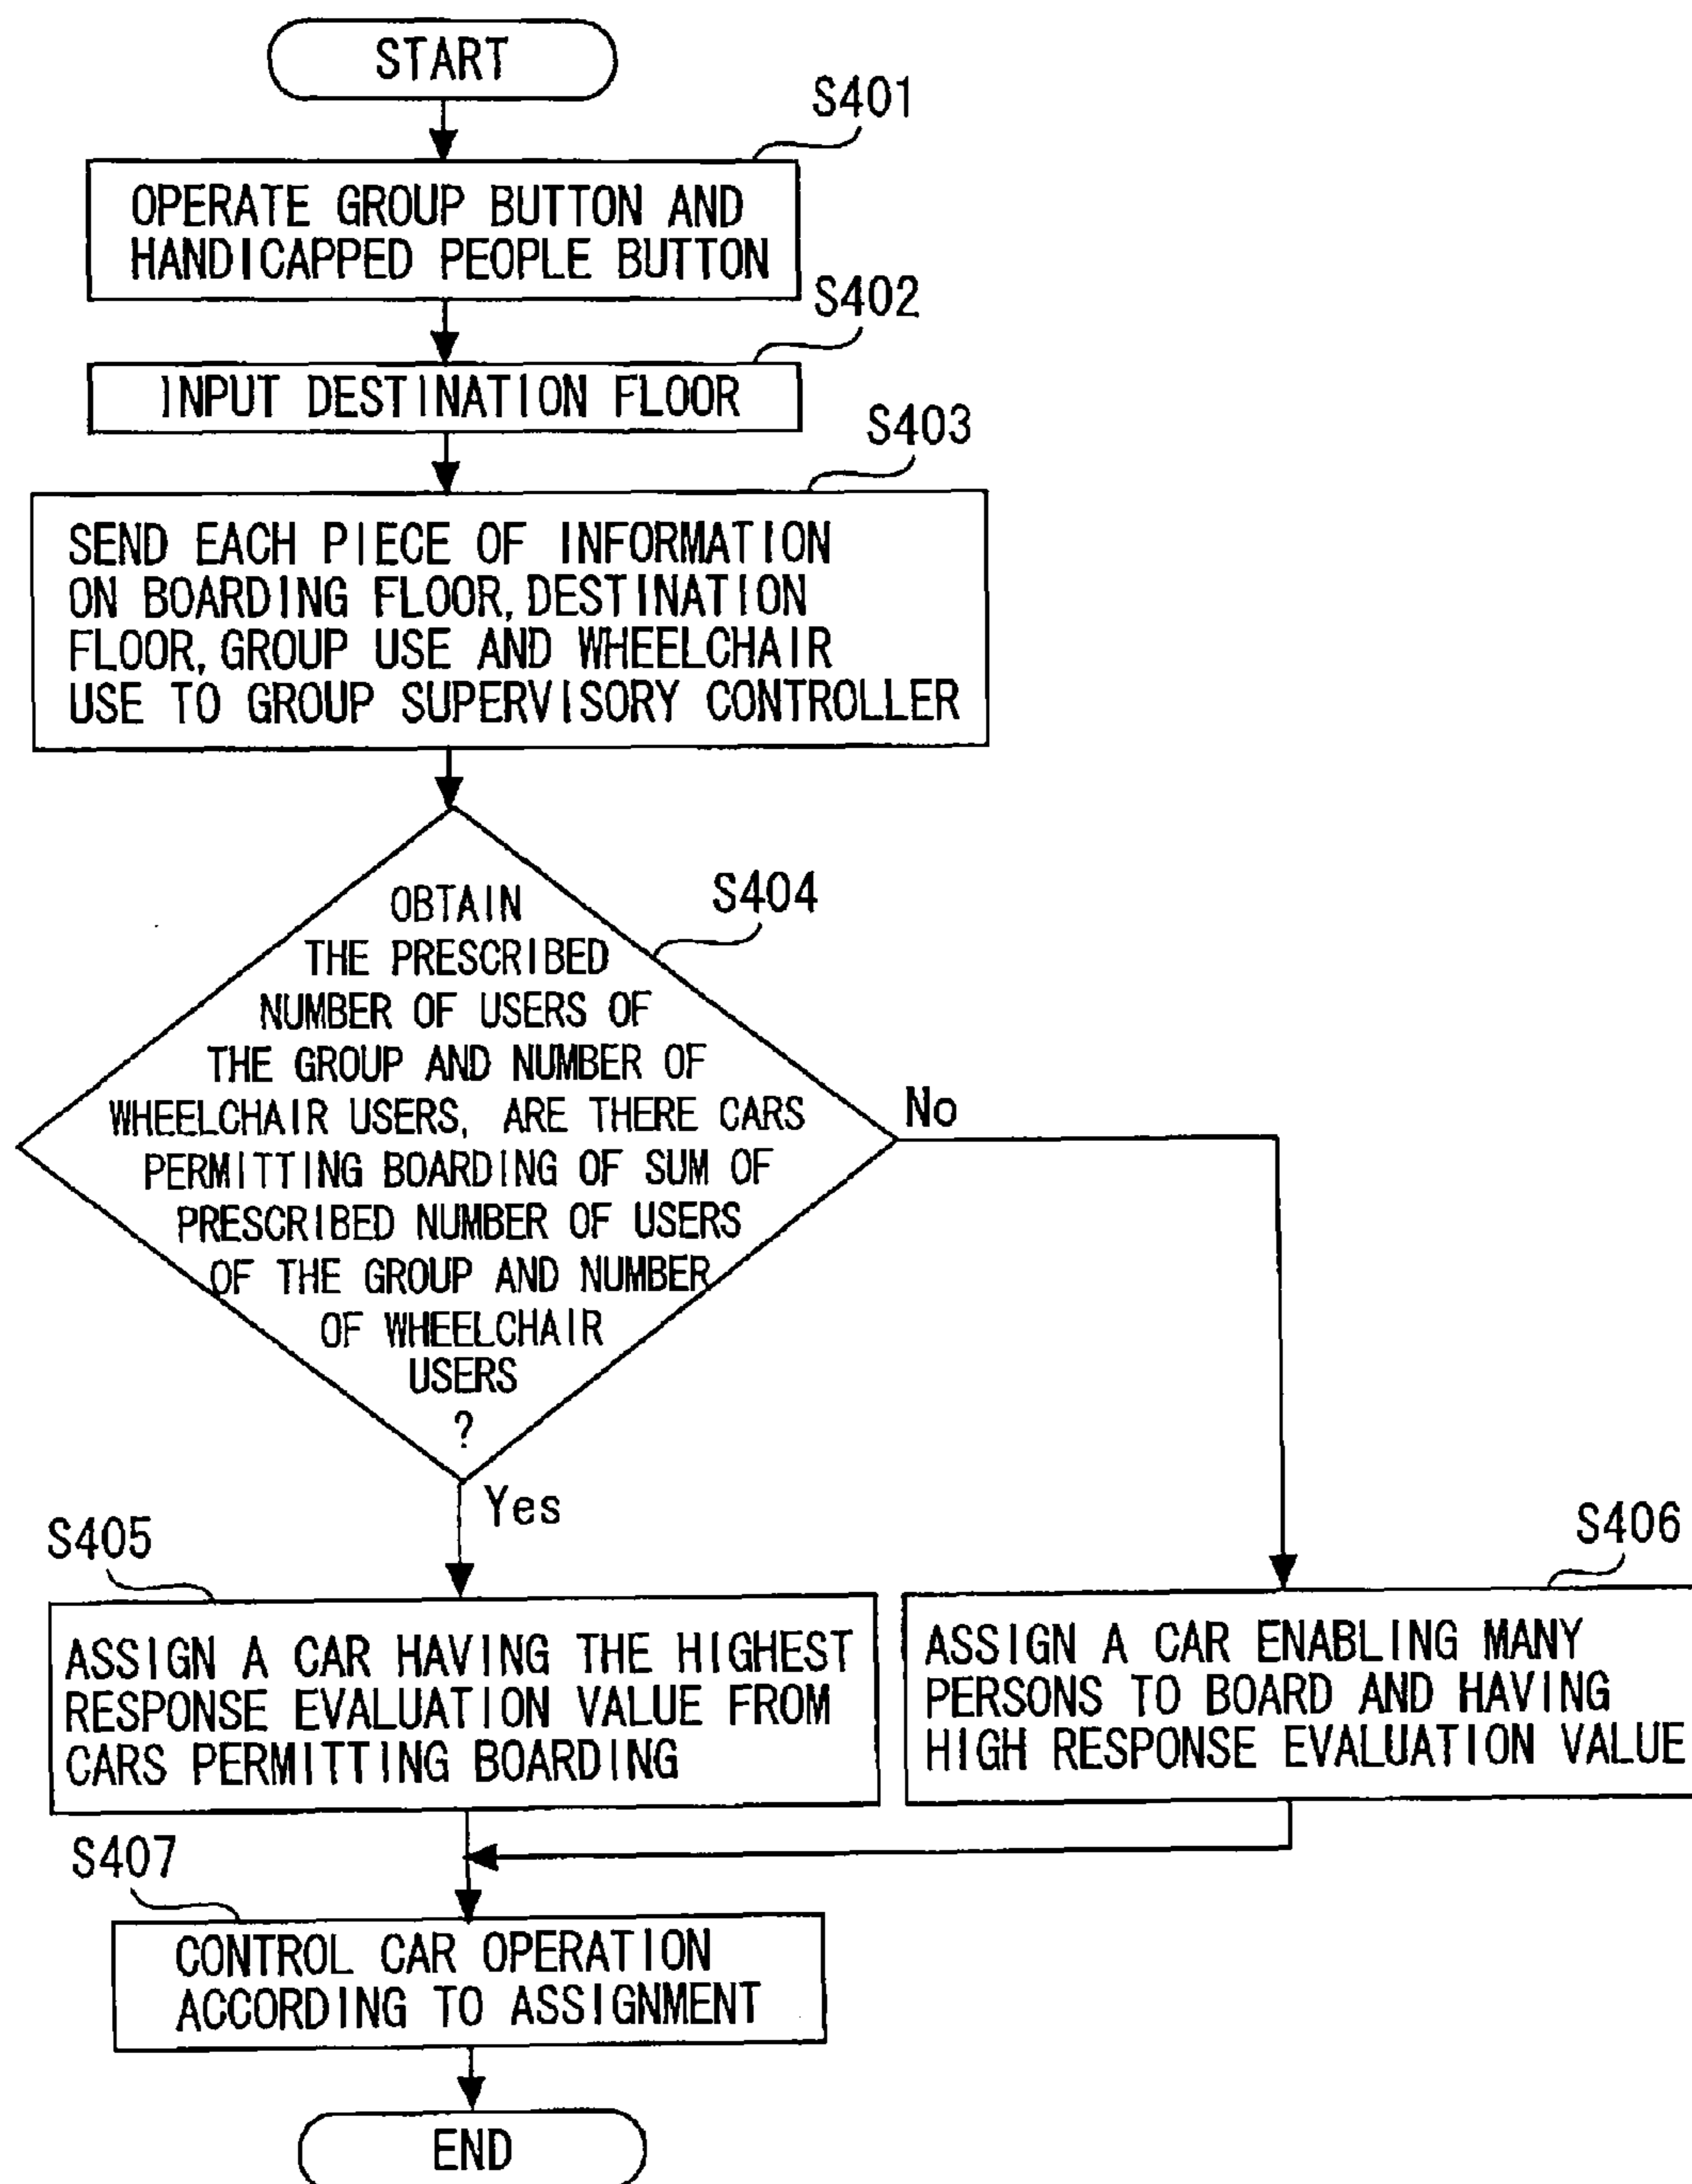 START
S401
OPERATE GROUP BUTTON AND
HANDICAPPED PEOPLE BUTTON
S402
INPUT DESTINATION FLOOR
S403
SEND EACH PIECE OF INFORMATION
ON BOARDING FLOOR, DESTINATION
FLOOR, GROUP USE AND WHEELCHAIR
USE TO GROUP SUPERVISORY CONTROLLER
S404
OBTAIN
THE PRESCRIBED
NUMBER OF USERS OF
THE GROUP AND NUMBER OF
WHEELCHAIR USERS, ARE THERE CARS
PERMITTING BOARDING OF SUM OF
PRESCRIBED NUMBER OF USERS
OF THE GROUP AND NUMBER
OF WHEELCHAIR
USERS
?
No
Yes
S405
ASSIGN A CAR HAVING THE HIGHEST
RESPONSE EVALUATION VALUE FROM
CARS PERMITTING BOARDING
S406
ASSIGN A CAR ENABLING MANY
PERSONS TO BOARD AND HAVING
HIGH RESPONSE EVALUATION VALUE
S407
CONTROL CAR OPERATION
ACCORDING TO ASSIGNMENT
END